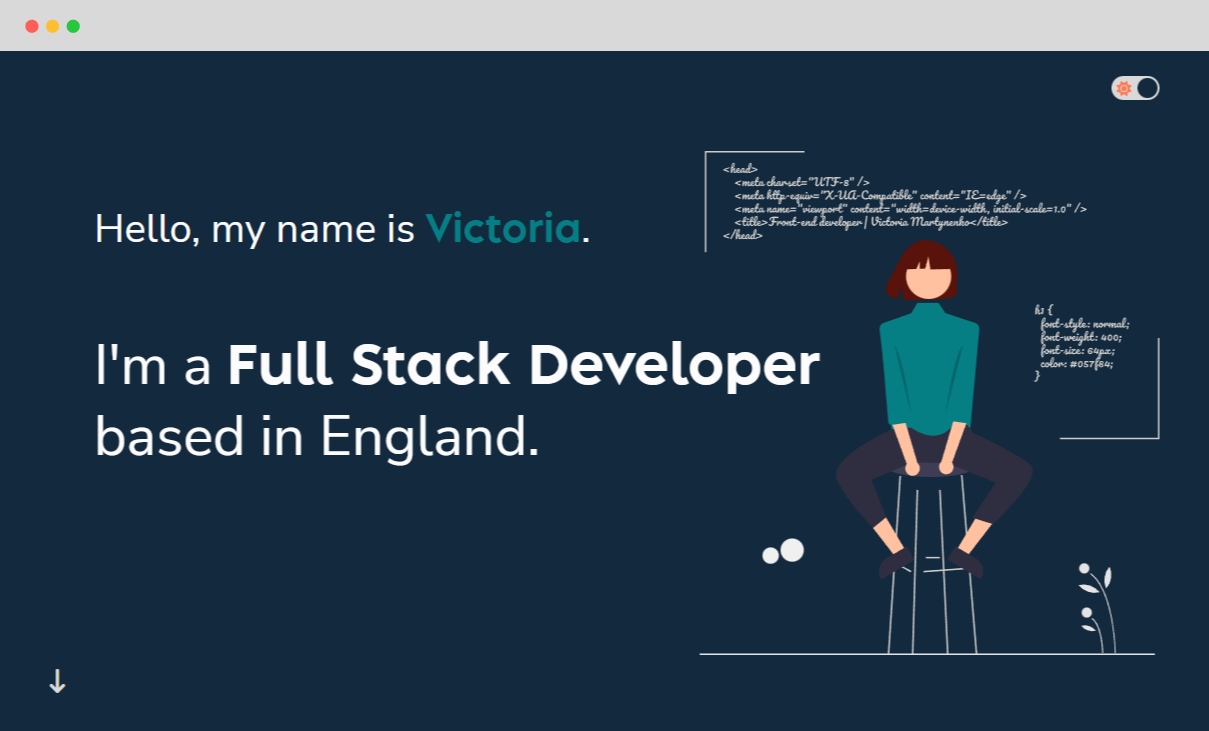 Hello, my name is Victoria.
I'm a Full Stack Developer
based in England.
<head>
<meta charset="UTF-8" />
<meta http-equiv="X-UA-Compatible" content="IE=edge" />
<meta name="viewport" content="width=device-width, initial-scale=1.0" />
<title>Front-end developer | Victoria Martynenko</title>
</head>
h1 {
font-style: normal;
font-weight: 400;
font-size: 64px;
color: #057f84;
}